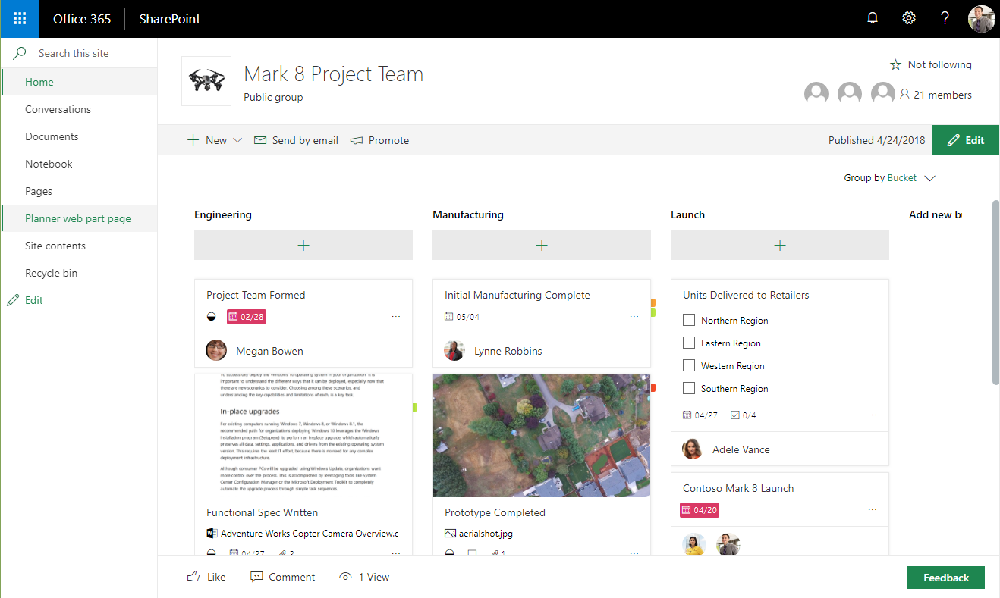 Office 365
SharePoint
Search this site
Home
Conversations
Documents
Notebook
Pages
Planner web part page
Site contents
Recycle bin
Edit
Mark 8 Project Team
Public group
Not following
21 members
New
Send by email
Promote
Published 4/24/2018
Edit
Group by Bucket
Engineering
Project Team Formed
02/28
Megan Bowen
To successfully deploy the Windows 10 operating system in your organization, it is
important to understand the different ways that it can be deployed, especially now that
there are new scenarios to consider. Choosing among these scenarios, and
understanding the key capabilities and limitations of each, is a key task.
In-place upgrades
For existing computers running Windows 7, Windows 8, or Windows 8.1, the
recommended path for organizations deploying Windows 10 leverages the Windows
installation program (Setup.exe) to perform an in-place upgrade, which automatically
preserves all data, settings, applications, and drivers from the existing operating system
version. This requires the least IT effort, because there is no need for any complex
deployment infrastructure.
Although consumer PCs will be upgraded using Windows Update, organizations want
more control over the process. This is accomplished by leveraging tools like System
Center Configuration Manager or the Microsoft Deployment Toolkit to completely
automate the upgrade process through simple task sequences.
Functional Spec Written
Adventure Works Copter Camera Overview.c
04/27
Manufacturing
Initial Manufacturing Complete
05/04
Lynne Robbins
Prototype Completed
aerialshot.jpg
1
Launch
Units Delivered to Retailers
Northern Region
Eastern Region
Western Region
Southern Region
04/27 0/4
Adele Vance
Contoso Mark 8 Launch
04/20
Add new b
Like
Comment
1 View
Feedback